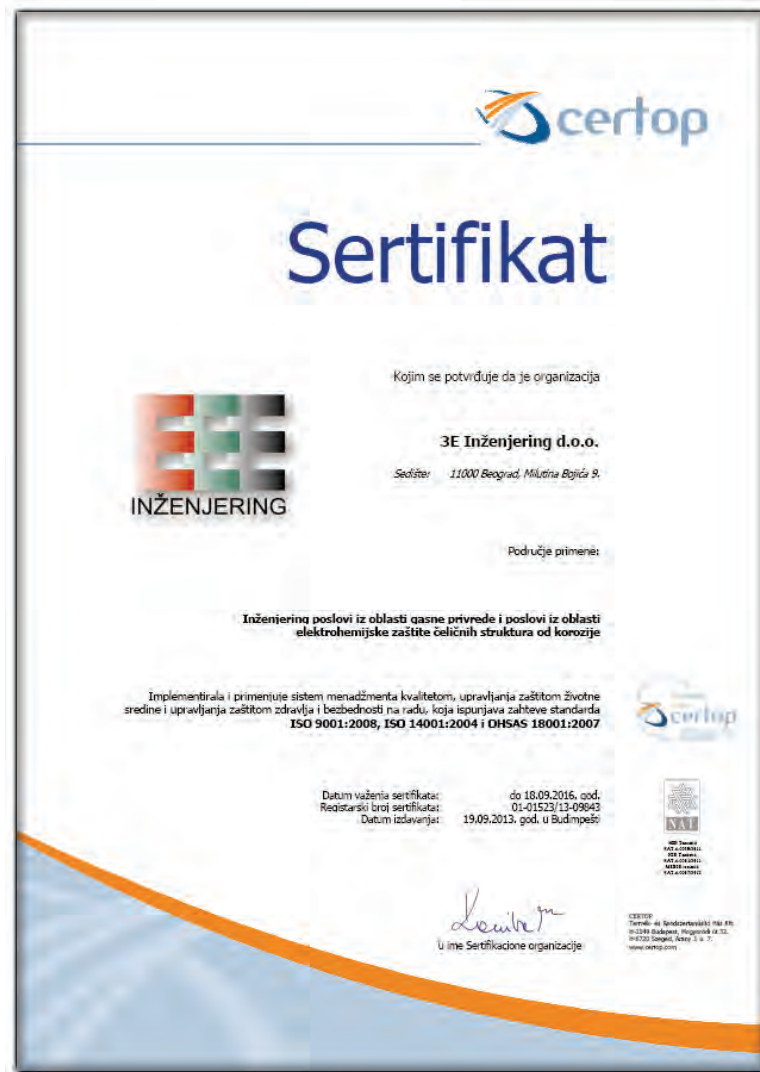 certop
Sertifikat
Kojim se potvrđuje da je organizacija
EEE
INŽENJERING
3E Inženjering d.o.o.
Sedište: 11000 Beograd, Milutina Bojića 9.
Područje primene:
Inženjering poslovi iz oblasti gasne privrede i poslovi iz oblasti
elektrohemijske zaštite čeličnih struktura od korozije
Implementirala i primenjuje sistem menadžmenta kvalitetom, upravljanja zaštitom životne
sredine i upravljanja zaštitom zdravlja i bezbednosti na radu, koja ispunjava zahteve standarda
ISO 9001:2008, ISO 14001:2004 i OHSAS 18001:2007
certop
Datum važenja sertifikata: do 18.09.2016. god.
Registarski broj sertifikata: 01-01523/13-09843
Datum izdavanja: 19.09.2013. god. u Budimpešti
NAT
U ime Sertifikacione organizacije
CERTOP
www.certop.com